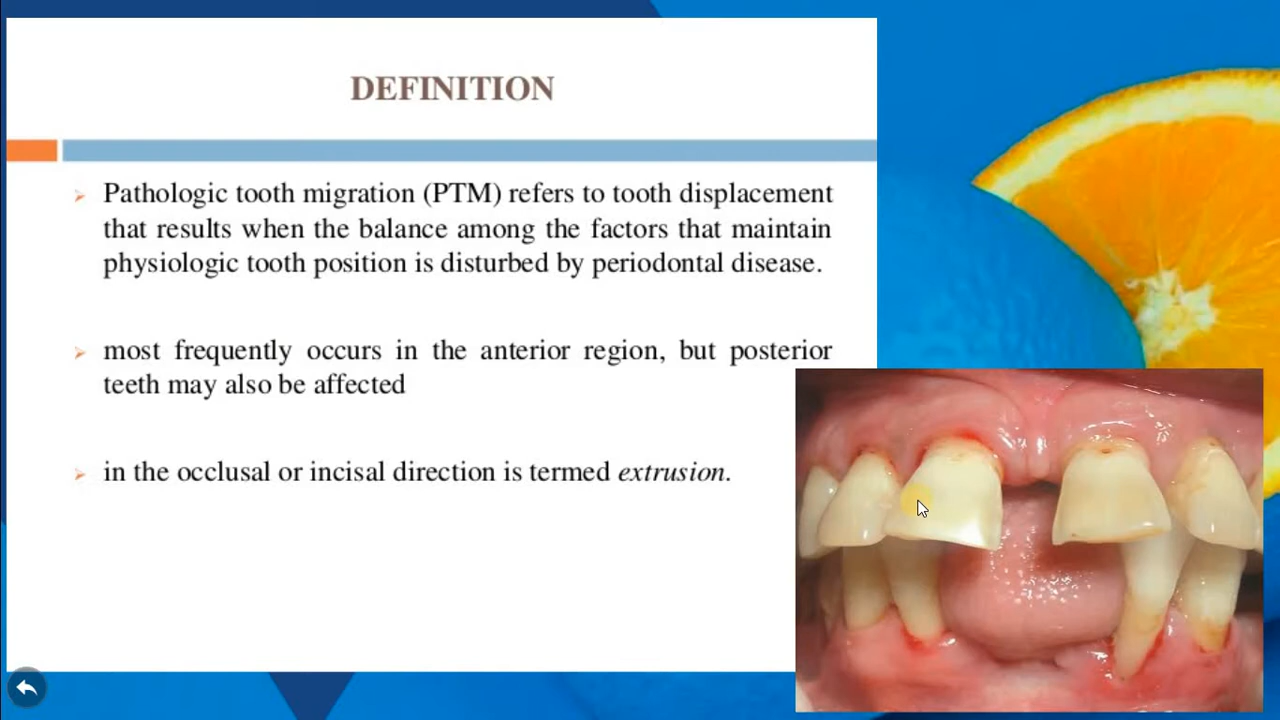 DEFINITION
Pathologic tooth migration (PTM) refers to tooth displacement
that results when the balance among the factors that maintain
physiologic tooth position is disturbed by periodontal disease.
most frequently occurs in the anterior region, but posterior
teeth may also be affected
in the occlusal or incisal direction is termed extrusion.